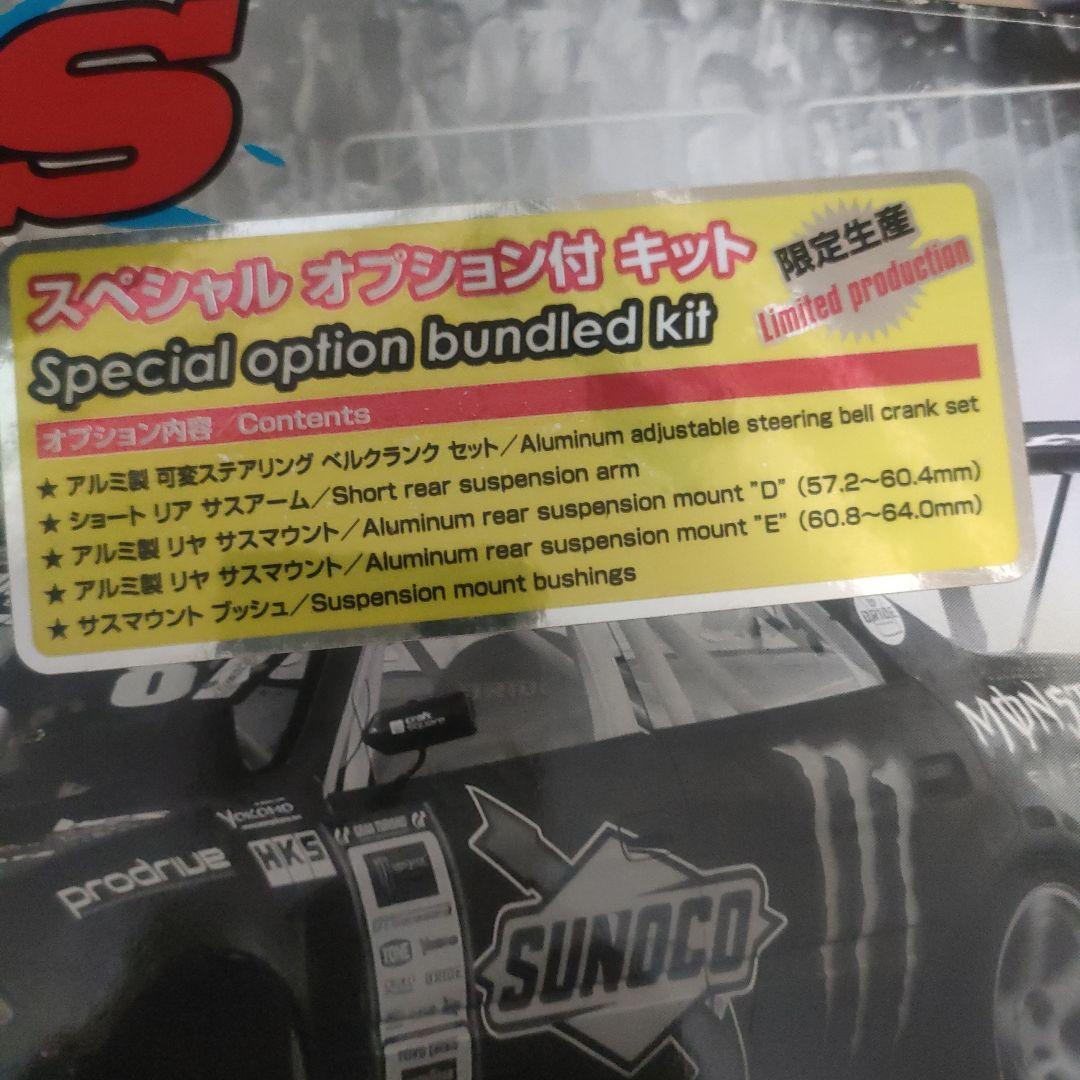 S
スペシャル オプション付 キット
限定生産
Limited production
Special option bundled kit
オプション内容/Contents
★ アルミ製 可変ステアリング ベルクランク セット/Aluminum adjustable steering bell crank set
★ ショート リア サスアーム/Short rear suspension arm
★ アルミ製 リヤ サスマウント/Aluminum rear suspension mount "D"(57.2~60.4mm)
★ アルミ製 リヤ サスマウント/Aluminum rear suspension mount "E"(60.8~64.0mm)
★ サスマウント ブッシュ/Suspension mount bushings
craft
square
YOKOMO
prodrive
HKS
SUNOCO